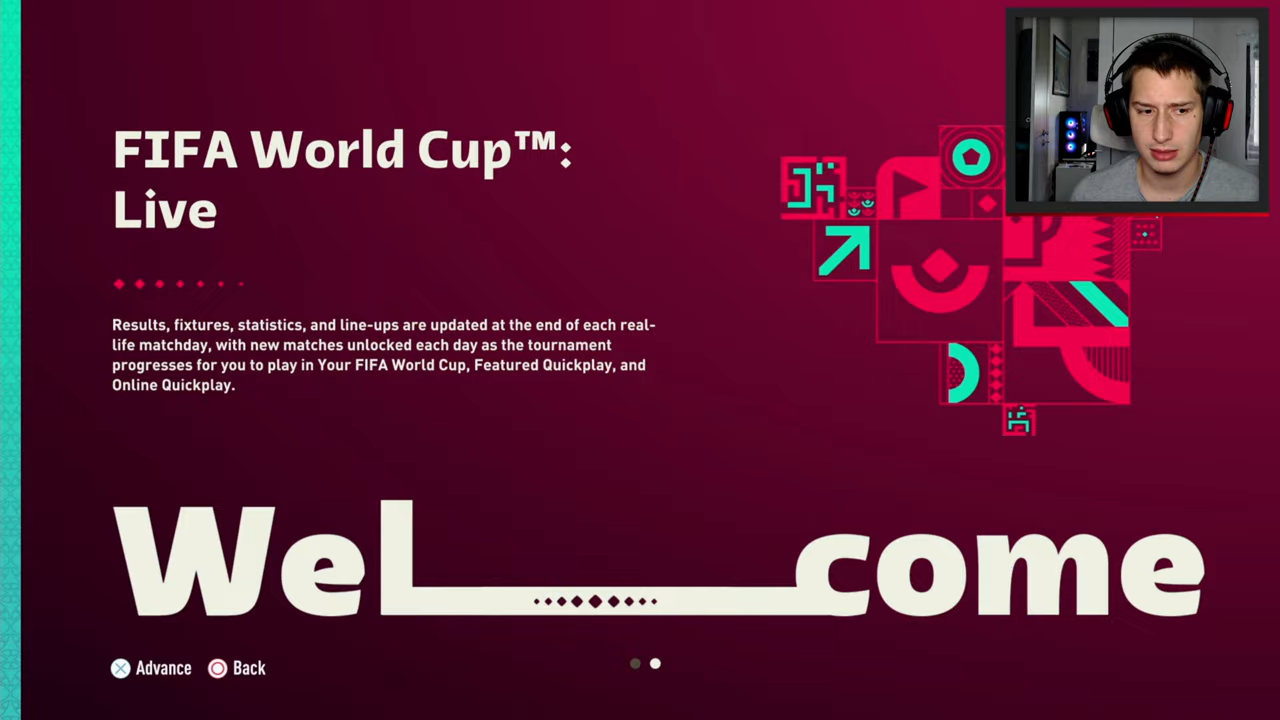 FIFA World Cup™:
Live
Results, fixtures, statistics, and line-ups are updated at the end of each real-
life matchday, with new matches unlocked each day as the tournament
progresses for you to play in Your FIFA World Cup, Featured Quickplay, and
Online Quickplay.
WeLcome
Advance Back